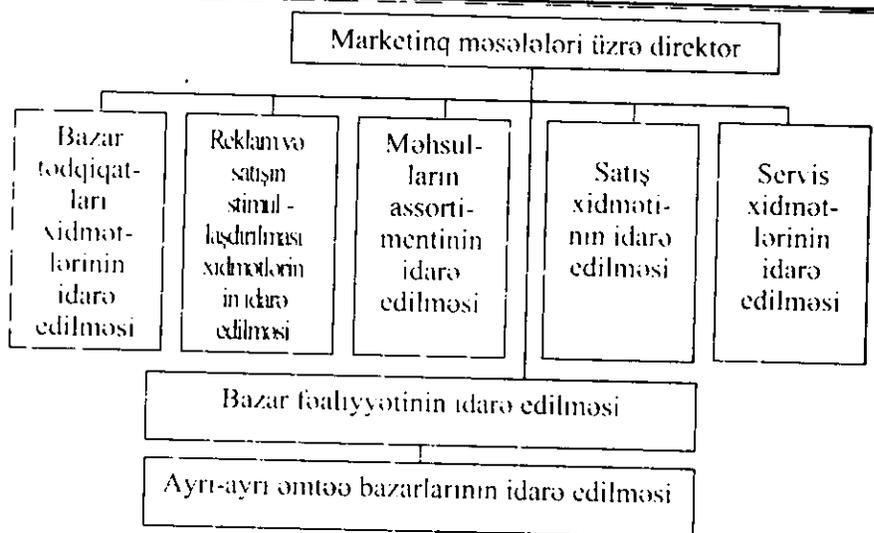 Marketinq məsələləri üzrə direktor
Bazar
tədqiqat-
ları
xidmət-
lərinin
idarə
edilməsi
Reklam və
satışın
stimul -
laşdırılması
xidmətlərin
in idarə
edilməsi
Məhsul-
ların
assorti-
mentinin
idarə
edilməsi
Satış
xidməti-
nın idarə
edilməsi
Servis
xidmət-
lərinin
idarə
edilməsi
Bazar fəalıyyətinin idarə edilməsi
Ayrı-ayrı əmtəə bazarlarının idarə edilməsi